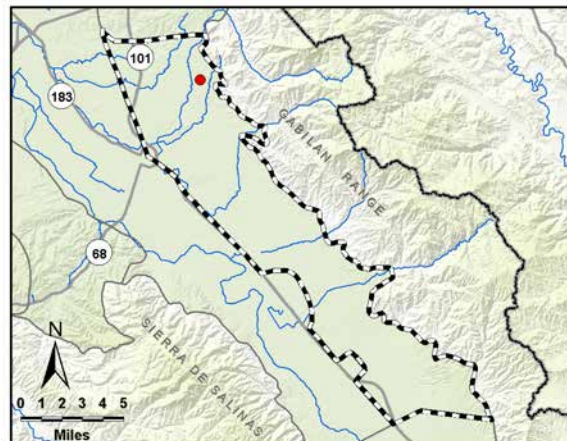 101
183
GABILAN RANGE
68
SIERRA DE SALINAS
N
0 1 2 3 4 5
Miles